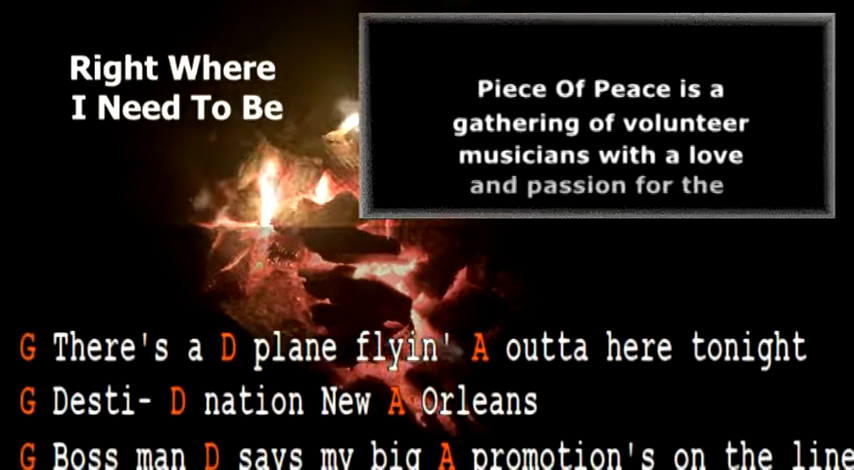 Right Where
I Need To Be
Piece Of Peace is a
gathering of volunteer
musicians with a love
and passion for the
G There's a D plane flyin' A outta here tonight
G Desti- D nation New A Orleans
G Boss man D says my big A promotion's on the line